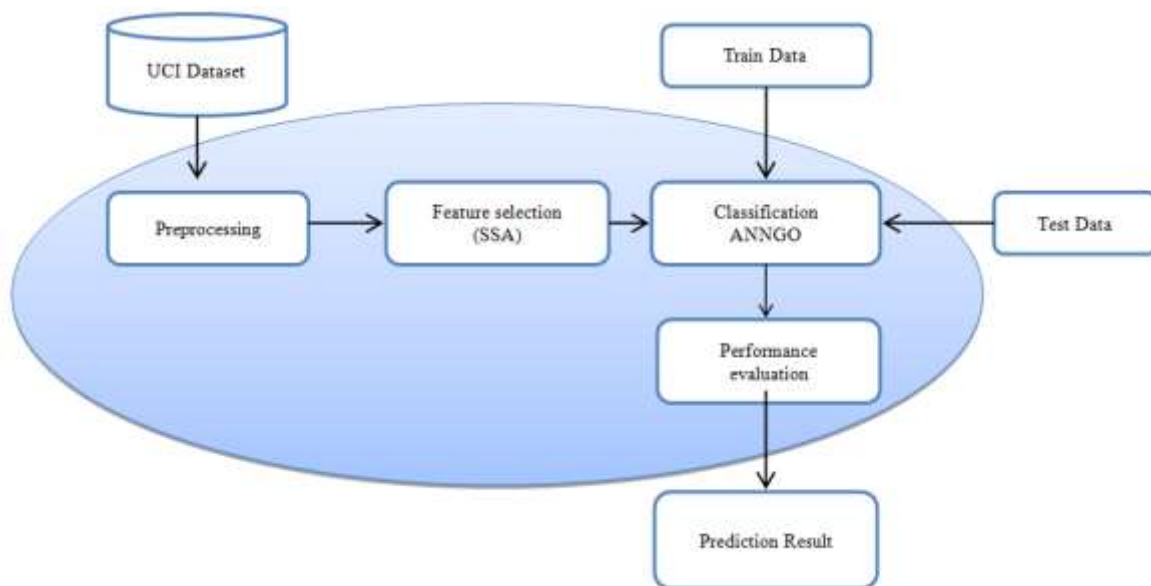 UCI Dataset
Train Data
Preprocessing
Feature selection
(SSA)
Classification
ANNGO
Test Data
Performance
evaluation
Prediction Result